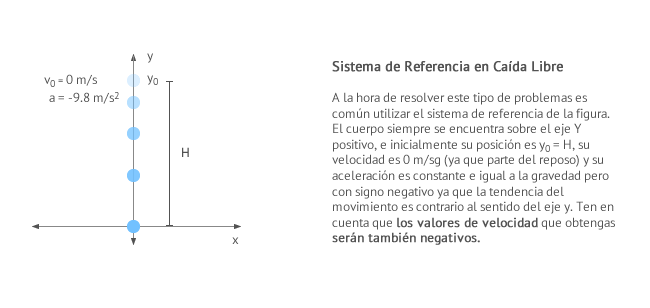 y
v₀ = 0 m/s
y₀
a = -9.8 m/s²
H
x
Sistema de Referencia en Caída Libre
A la hora de resolver este tipo de problemas es
común utilizar el sistema de referencia de la figura.
El cuerpo siempre se encuentra sobre el eje Y
positivo, e inicialmente su posición es y₀ = H, su
velocidad es 0 m/sg (ya que parte del reposo) y su
aceleración es constante e igual a la gravedad pero
con signo negativo ya que la tendencia del
movimiento es contrario al sentido del eje y. Ten en
cuenta que los valores de velocidad que obtengas
serán también negativos.